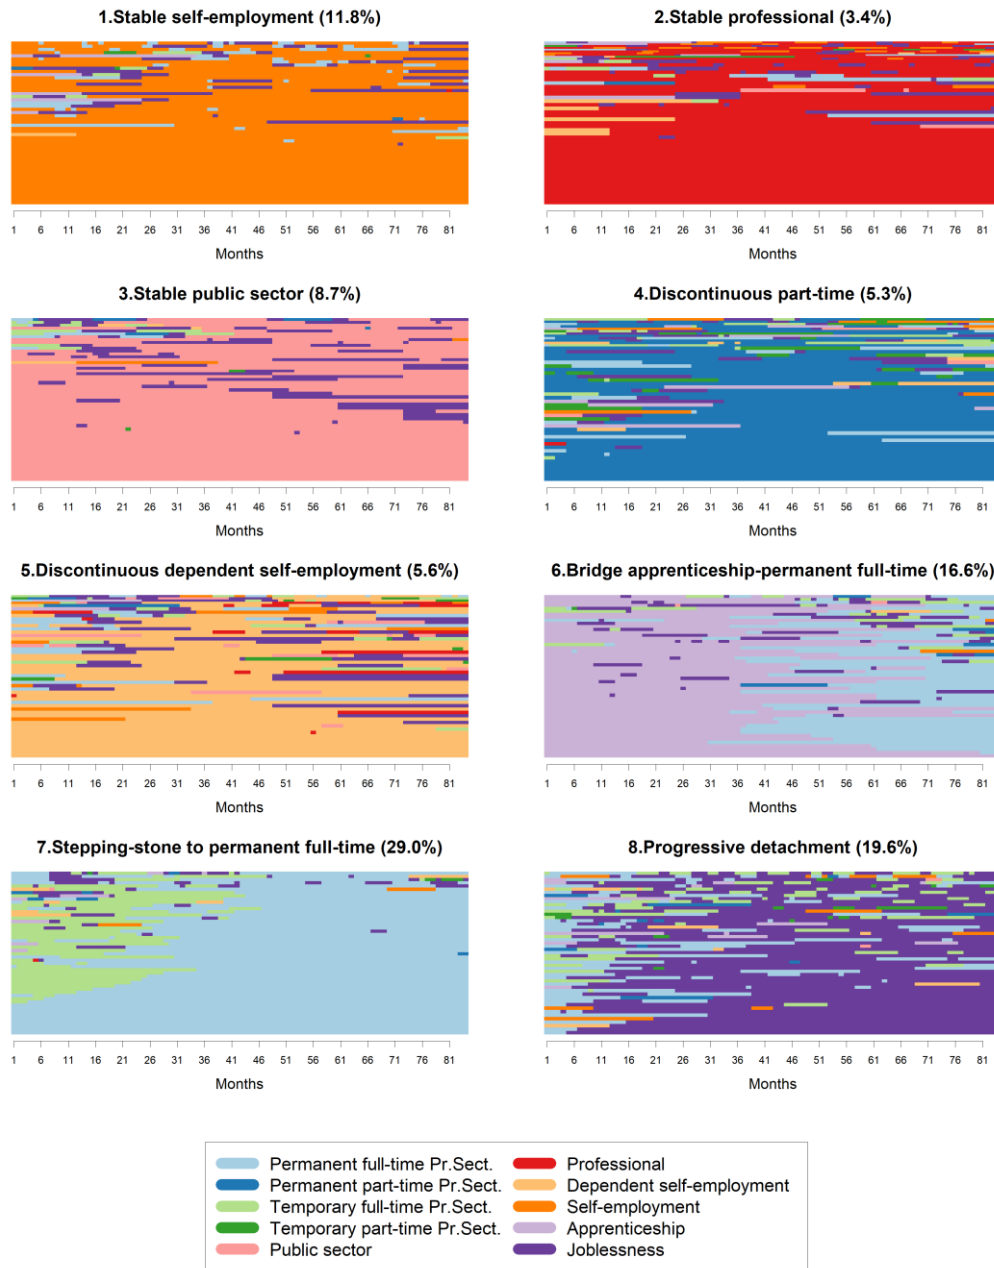 1.Stable self-employment (11.8%)
2.Stable professional (3.4%)
1 6 11 16 21 26 31 36 41 46 51 56 61 66 71 76 81
1 6 11 16 21 26 31 36 41 46 51 56 61 66 71 76 81
Months
Months
3.Stable public sector (8.7%)
4.Discontinuous part-time (5.3%)
1 6 11 16 21 26 31 36 41 46 51 56 61 66 71 76 81
1 6 11 16 21 26 31 36 41 46 51 56 61 66 71 76 81
Months
Months
5.Discontinuous dependent self-employment (5.6%)
6.Bridge apprenticeship-permanent full-time (16.6%)
1 6 11 16 21 26 31 36 41 46 51 56 61 66 71 76 81
1 6 11 16 21 26 31 36 41 46 51 56 61 66 71 76 81
Months
Months
7.Stepping-stone to permanent full-time (29.0%)
8.Progressive detachment (19.6%)
1 6 11 16 21 26 31 36 41 46 51 56 61 66 71 76 81
1 6 11 16 21 26 31 36 41 46 51 56 61 66 71 76 81
Months
Months
Permanent full-time Pr.Sect.
Permanent part-time Pr.Sect.
Temporary full-time Pr.Sect.
Temporary part-time Pr.Sect.
Public sector
Professional
Dependent self-employment
Self-employment
Apprenticeship
Joblessness